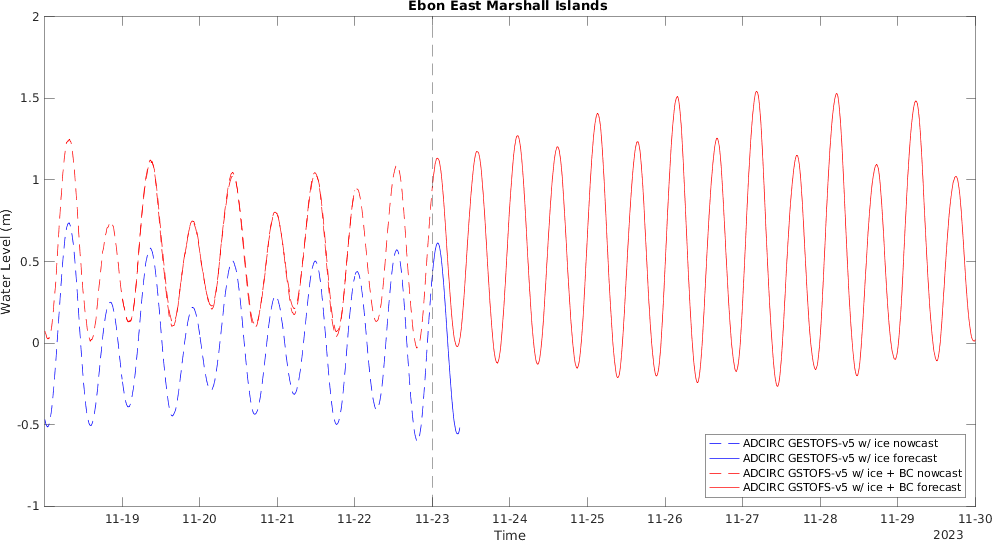 Ebon East Marshall Islands
2
1.5
1
0.5
0
-0.5
-1
Water Level (m)
ADCIRC GESTOFS-v5 w/ ice nowcast
ADCIRC GESTOFS-v5 w/ ice forecast
ADCIRC GSTOFS-v5 w/ ice + BC nowcast
ADCIRC GSTOFS-v5 w/ ice + BC forecast
11-19 11-20 11-21 11-22 11-23 11-24 11-25 11-26 11-27 11-28 11-29 11-30
Time
2023